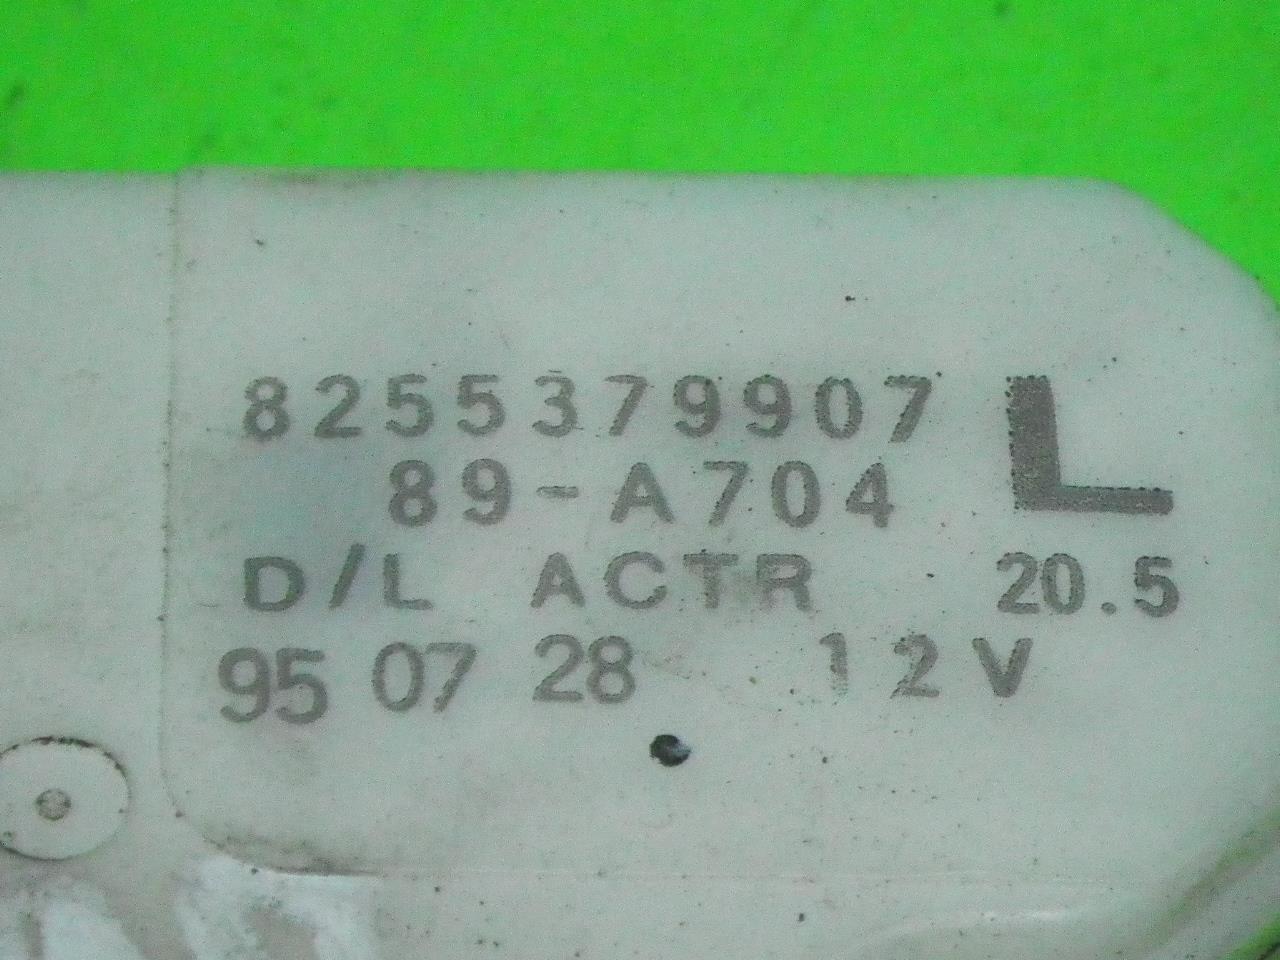 8255379907 L
89-A704
D/L ACTR 20.5
95 07 28 12V